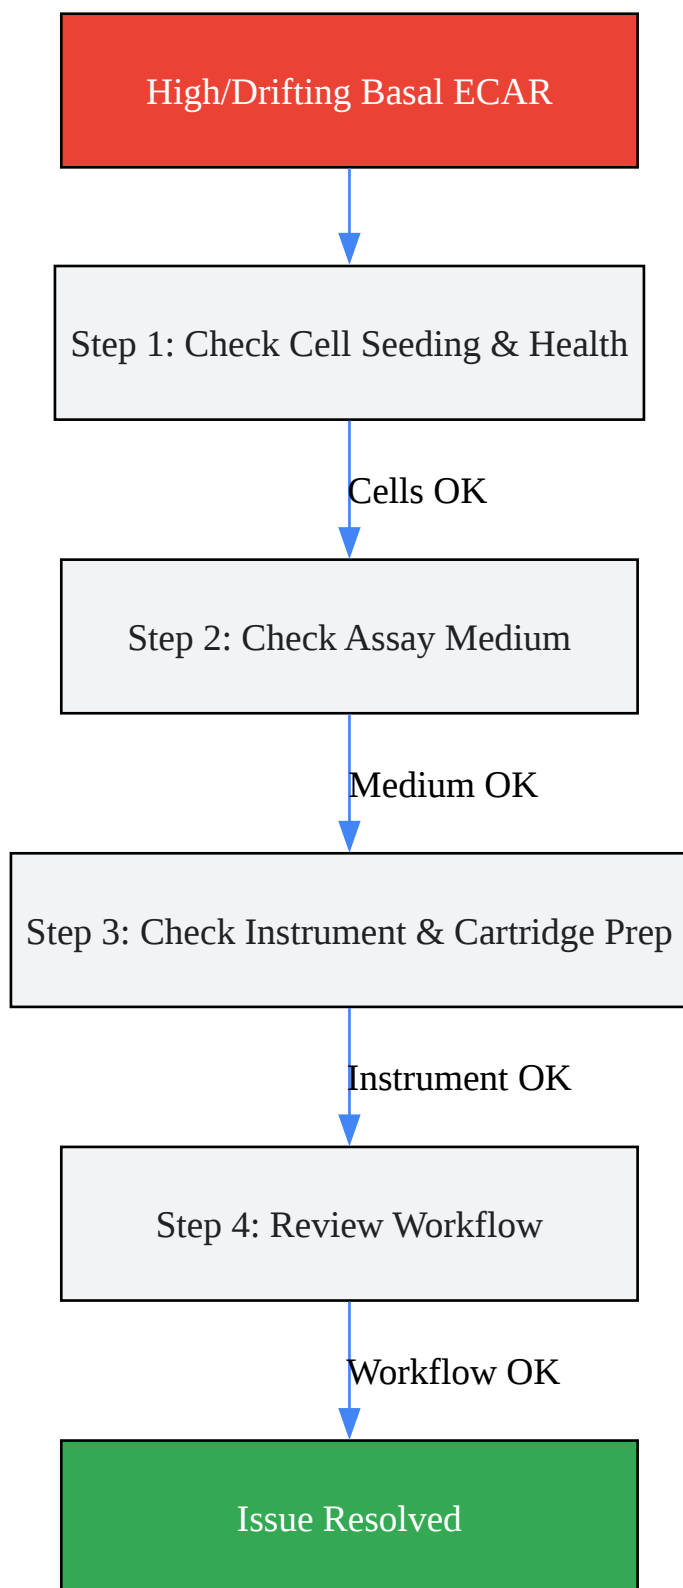 High/Drifting Basal ECAR
Step 1: Check Cell Seeding & Health
Cells OK
Step 2: Check Assay Medium
Medium OK
Step 3: Check Instrument & Cartridge Prep
Instrument OK
Step 4: Review Workflow
Workflow OK
Issue Resolved